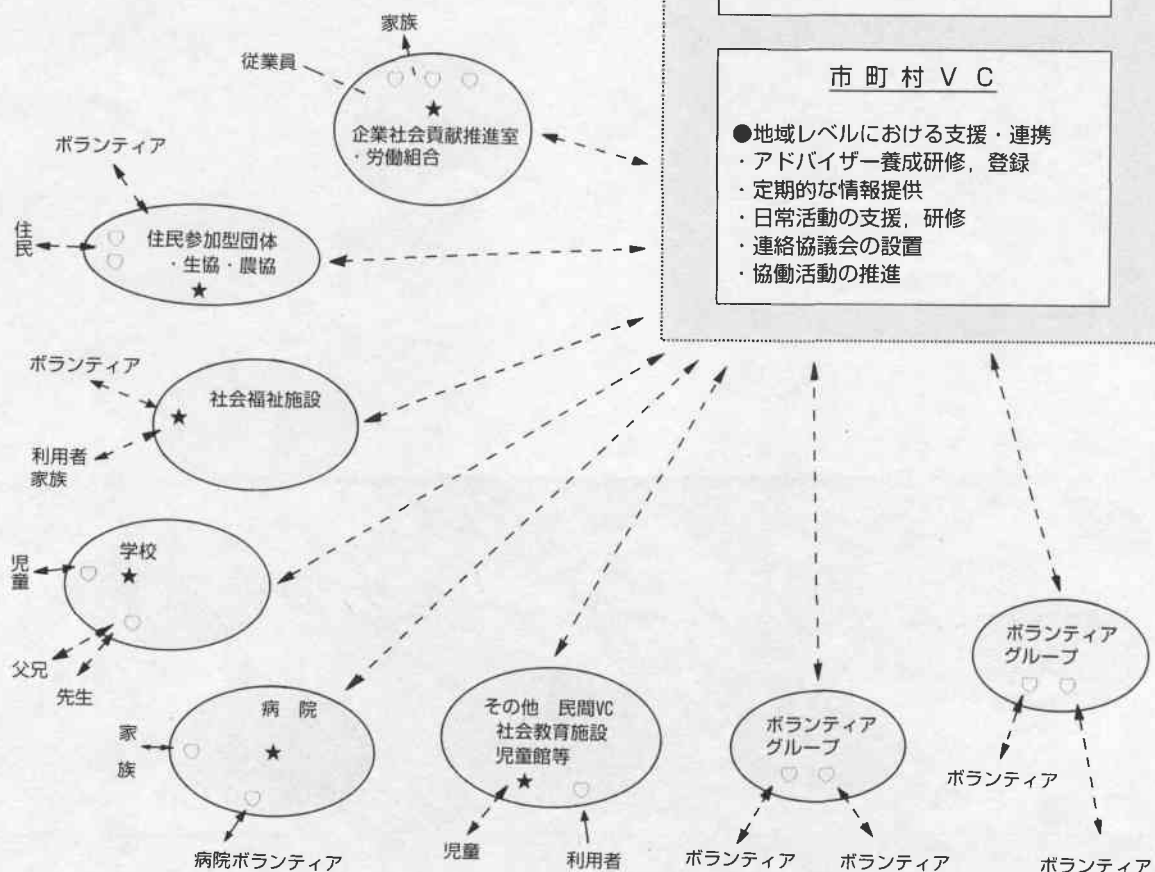 市町村VC
●地域レベルにおける支援・連携
・アドバイザー養成研修，登録
・定期的な情報提供
・日常活動の支援，研修
・連絡協議会の設置
・協働活動の推進
家族
従業員
企業社会貢献推進室
・労働組合
ボランティア
住民
住民参加型団体
・生協・農協
ボランティア
社会福祉施設
利用者
家族
学校
児童
父兄
先生
病院
家族
病院ボランティア
その他 民間VC
社会教育施設
児童館等
児童
利用者
ボランティア
グループ
ボランティア
ボランティア
ボランティア
グループ
ボランティア
ボランティア